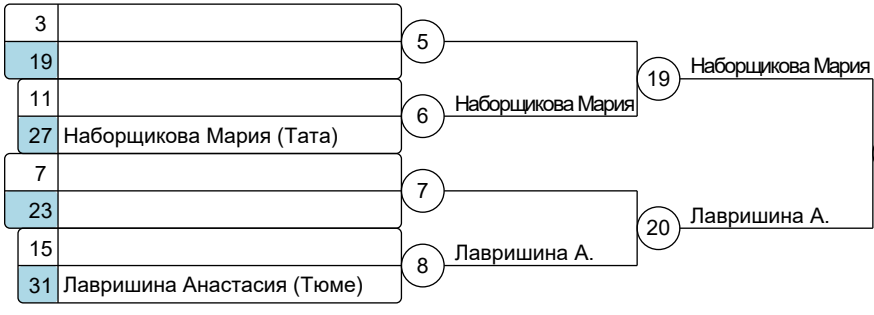 3
5
19
19 Наборщикова Мария
11
6 Наборщикова Мария
27 Наборщикова Мария (Тата)
7
7
23
20 Лавришина А.
15
8 Лавришина А.
31 Лавришина Анастасия (Тюме)